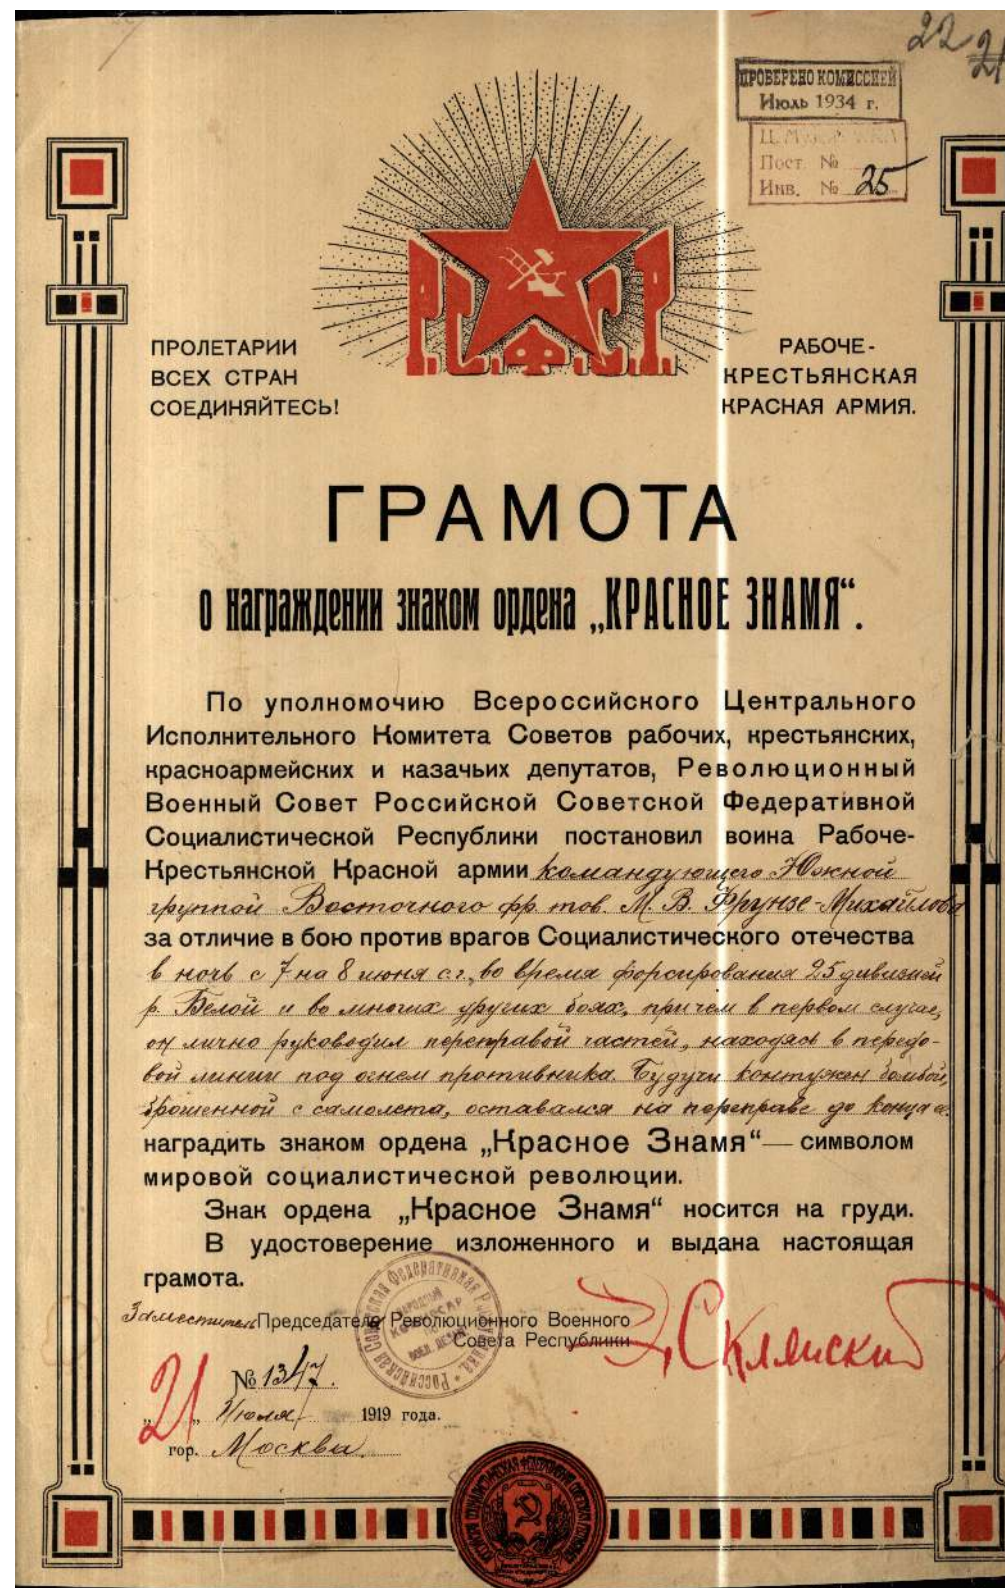 22
21
ПРОВЕРЕНО КОМИССИЕЙ
Июль 1934 г.
Пост. №
Инв. № 25
Р.С.Ф.С.Р.
ПРОЛЕТАРИИ
ВСЕХ СТРАН
СОЕДИНЯЙТЕСЬ!
РАБОЧЕ-
КРЕСТЬЯНСКАЯ
КРАСНАЯ АРМИЯ.
ГРАМОТА
о награждении знаком ордена „КРАСНОЕ ЗНАМЯ“.
По уполномочию Всероссийского Центрального
Исполнительного Комитета Советов рабочих, крестьянских,
красноармейских и казачьих депутатов, Революционный
Военный Совет Российской Советской Федеративной
Социалистической Республики постановил воина Рабоче-
Крестьянской Красной армии командующего Южной
группой Восточного фр. тов. М. В. Фрунзе-Михайлова
за отличие в бою против врагов Социалистического отечества
в ночь с 7 на 8 июня с.г., во время форсирования 25 дивизией
р. Белой и во многих других боях, причем в первом случае,
он лично руководил переправой частей, находясь в передо-
вой линии под огнем противника. Будучи контужен бомбой,
брошенной с самолета, оставался на переправе до конца ее.
наградить знаком ордена „Красное Знамя“— символом
мировой социалистической революции.
Знак ордена „Красное Знамя“ носится на груди.
В удостоверение изложенного и выдана настоящая
грамота.
Заместитель Председателя Революционного Военного
Совета Республики
Э. Склянский
№ 1347.
„21“ Июля 1919 года.
гор. Москва.